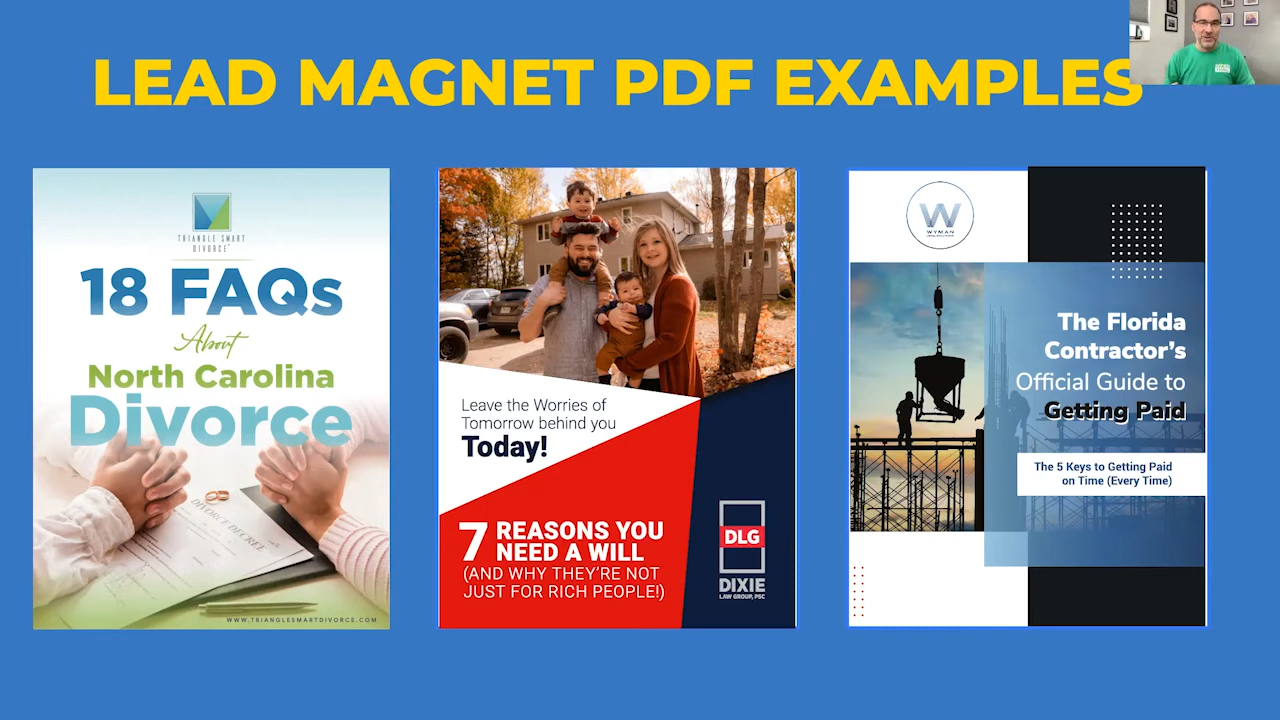 LEAD MAGNET PDF EXAMPLES
TRIANGLE SMART
DIVORCE
18 FAQs
About
North Carolina
Divorce
DIVORCE DECREE
WWW.TRIANGLESMARTDIVORCE.COM
Leave the Worries of
Tomorrow behind you
Today!
7 REASONS YOU
NEED A WILL
(AND WHY THEY'RE NOT
JUST FOR RICH PEOPLE!)
DLG
DIXIE
LAW GROUP, PSC
W
WYMAN
LEGAL SOLUTIONS
The Florida
Contractor's
Official Guide to
Getting Paid
The 5 Keys to Getting Paid
on Time (Every Time)